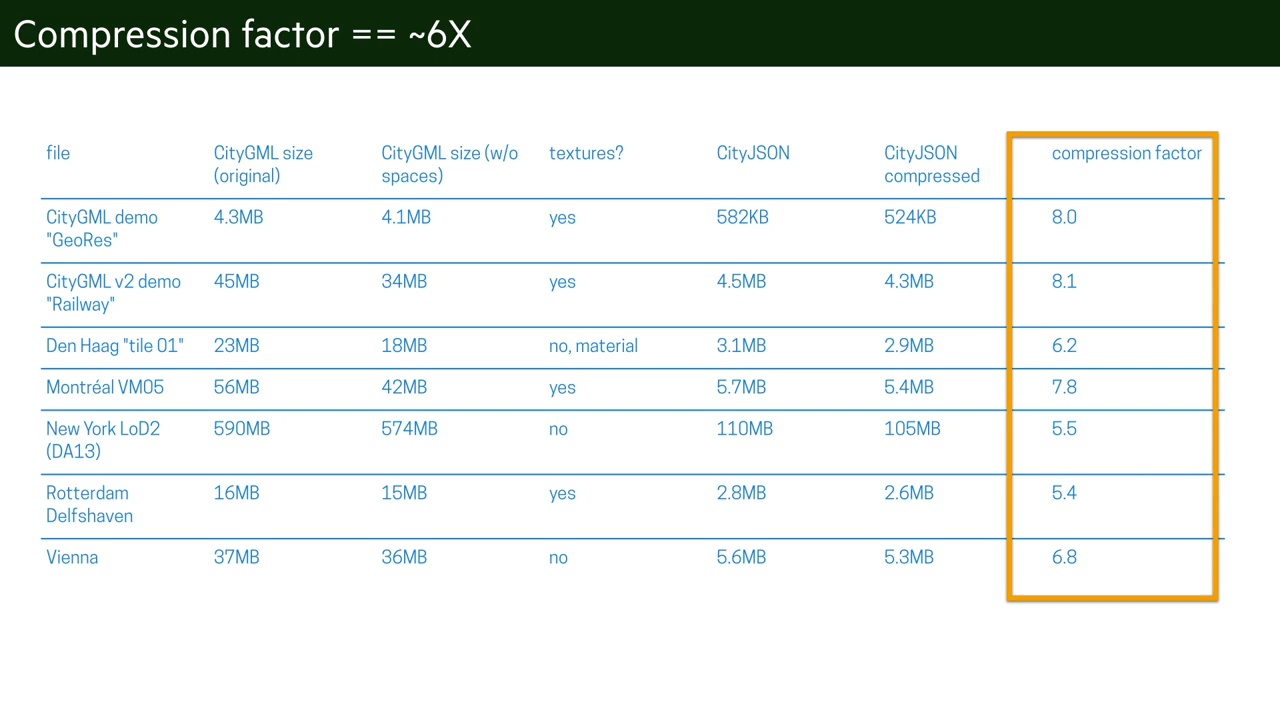 Compression factor == ~6X
file CityGML size (original) CityGML size (w/o spaces) textures? CityJSON CityJSON compressed compression factor
CityGML demo "GeoRes" 4.3MB 4.1MB yes 582KB 524KB 8.0
CityGML v2 demo "Railway" 45MB 34MB yes 4.5MB 4.3MB 8.1
Den Haag "tile 01" 23MB 18MB no, material 3.1MB 2.9MB 6.2
Montréal VM05 56MB 42MB yes 5.7MB 5.4MB 7.8
New York LoD2 (DA13) 590MB 574MB no 110MB 105MB 5.5
Rotterdam Delfshaven 16MB 15MB yes 2.8MB 2.6MB 5.4
Vienna 37MB 36MB no 5.6MB 5.3MB 6.8